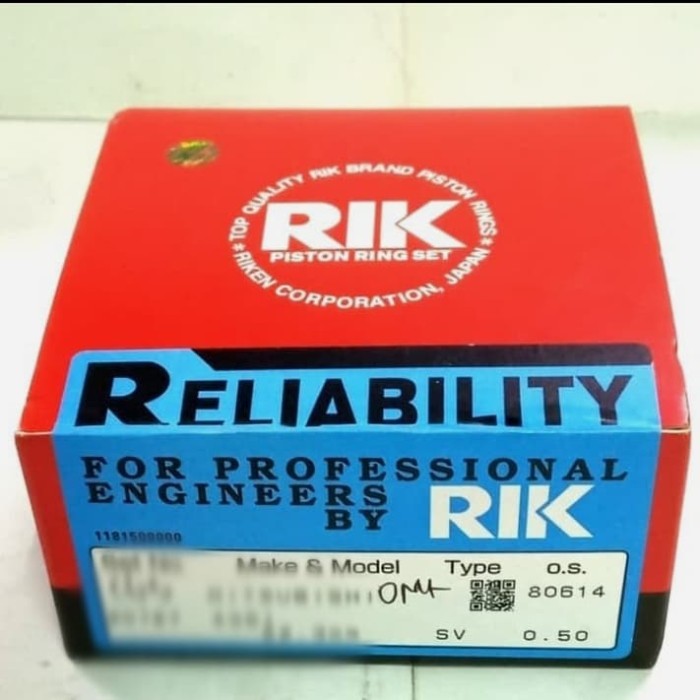 * TOP QUALITY RIK BRAND PISTON RINGS *
RIK
PISTON RING SET
RIKEN CORPORATION, JAPAN
RELIABILITY
FOR PROFESSIONAL
ENGINEERS
BY RIK
1181500000
Make & Model Type o.s.
80614
SV 0.50